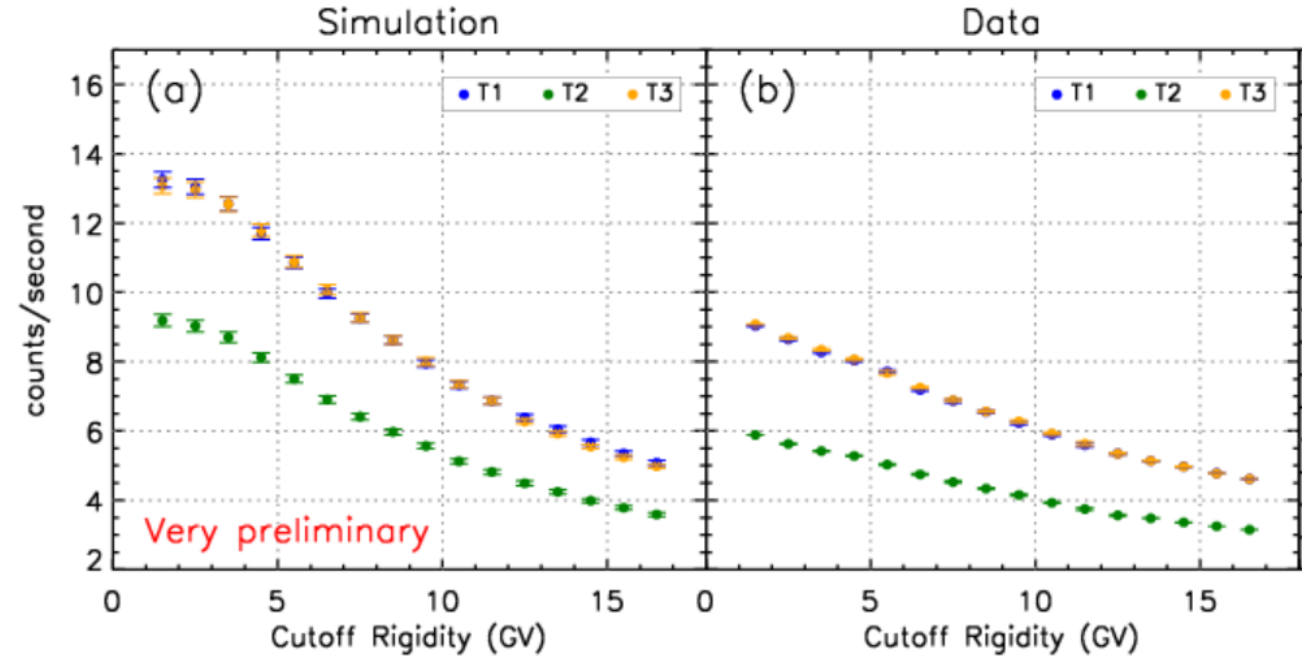 Simulation
Data
(a)
T1 T2 T3
(b)
T1 T2 T3
16
14
12
10
8
6
4
2
counts/second
Very preliminary
0 5 10 15 0 5 10 15
Cutoff Rigidity (GV)
Cutoff Rigidity (GV)